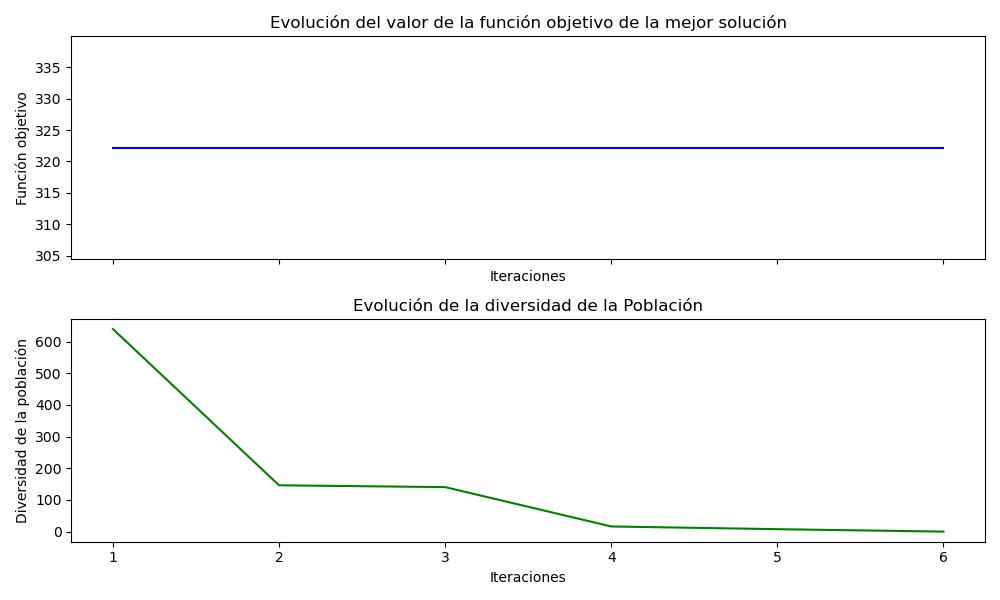 Evolución del valor de la función objetivo de la mejor solución
Función objetivo
335
330
325
320
315
310
305
Iteraciones
Evolución de la diversidad de la Población
Diversidad de la población
600
500
400
300
200
100
0
1 2 3 4 5 6
Iteraciones